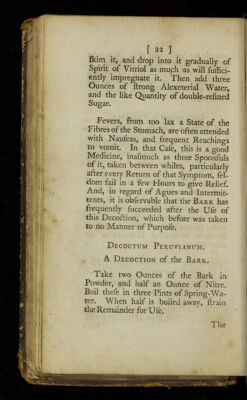 [ 22 ]
ſkim it, and drop into it gradually of
Spirit of Vitriol as much as will ſuffici-
ently impregnate it. Then add three
Ounces of ſtrong Alexeterial Water,
and the like Quantity of double-refined
Sugar.
Fevers, from too lax a State of the
Fibres of the Stomach, are often attended
with Nauſeas, and frequent Reachings
to vomit. In that Caſe, this is a good
Medicine, inaſmuch as three Spoonfuls
of it, taken between whiles, particularly
after every Return of that Symptom, ſel-
dom fail in a few Hours to give Relief.
And, in regard of Agues and Intermit-
tents, it is obſervable that the BARK has
frequently ſucceeded after the Uſe of
this Decoction, which before was taken
to no Manner of Purpoſe.
DECOCTUM PERUVIANUM.
A DECOCTION of the BARK.
Take two Ounces of the Bark in
Powder, and half an Ounce of Nitre.
Boil theſe in three Pints of Spring-Wa-
ter. When half is boiled away, ſtrain
the Remainder for Uſe.
The